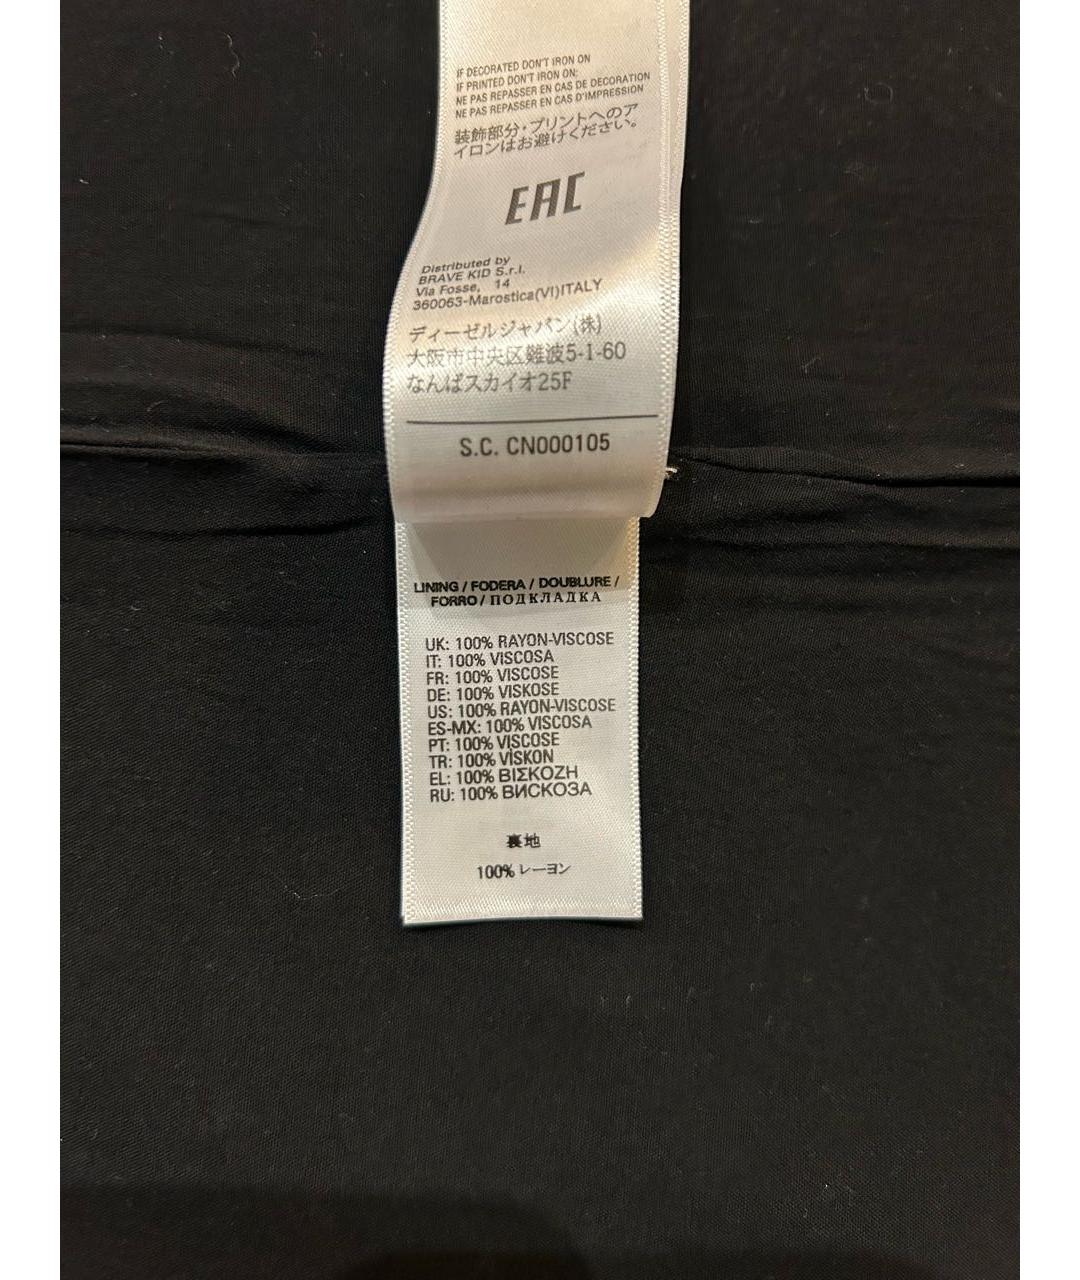 IF DECORATED DON'T IRON ON
IF PRINTED DON'T IRON ON:
NE PAS REPASSER EN CAS DE DECORATION
NE PAS REPASSER EN CAS D'IMPRESSION
装飾部分・プリントへのア
イロンはお避けください。
EAC
Distributed by
BRAVE KID S.r.l.
Via Fosse, 14
360063-Marostica(VI)ITALY
ディーゼルジャパン(株)
大阪市中央区難波5-1-60
なんばスカイオ25F
S.C. CN000105
LINING / FODERA / DOUBLURE /
FORRO / ПОДКЛАДКА
UK: 100% RAYON-VISCOSE
IT: 100% VISCOSA
FR: 100% VISCOSE
DE: 100% VISKOSE
US: 100% RAYON-VISCOSE
ES-MX: 100% VISCOSA
PT: 100% VISCOSE
TR: 100% VİSKON
EL: 100% ΒΙΣΚΟΖΗ
RU: 100% ВИСКОЗА
裏地
100% レーヨン